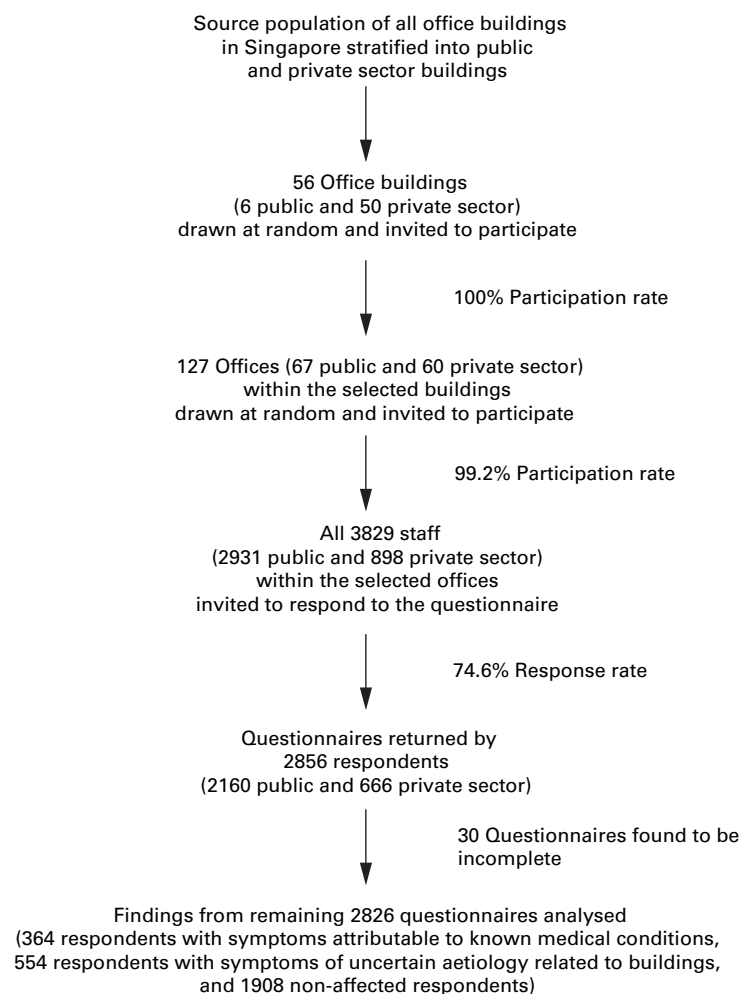 Source population of all office buildings
in Singapore stratified into public
and private sector buildings
56 Office buildings
(6 public and 50 private sector)
drawn at random and invited to participate
100% Participation rate
127 Offices (67 public and 60 private sector)
within the selected buildings
drawn at random and invited to participate
99.2% Participation rate
All 3829 staff
(2931 public and 898 private sector)
within the selected offices
invited to respond to the questionnaire
74.6% Response rate
Questionnaires returned by
2856 respondents
(2160 public and 666 private sector)
30 Questionnaires found to be
incomplete
Findings from remaining 2826 questionnaires analysed
(364 respondents with symptoms attributable to known medical conditions,
554 respondents with symptoms of uncertain aetiology related to buildings,
and 1908 non-affected respondents)